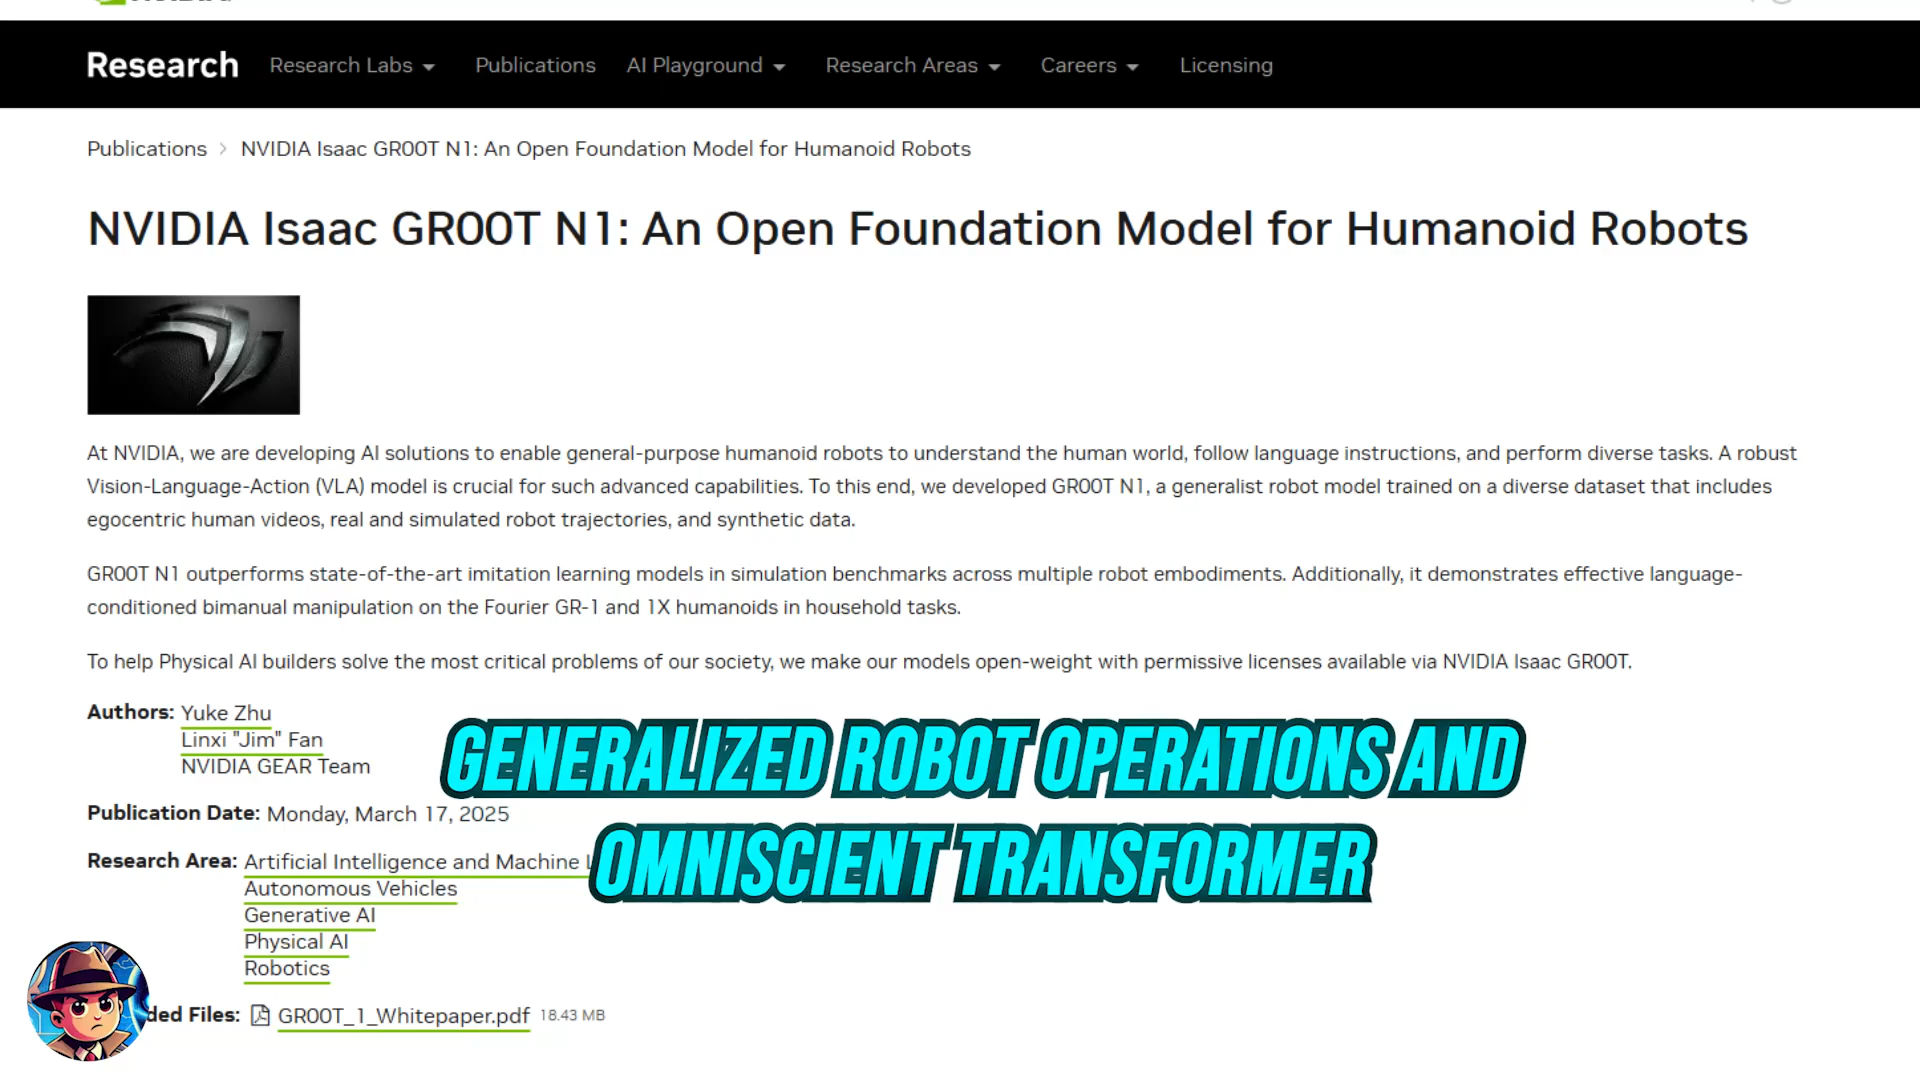 Research Research Labs Publications AI Playground Research Areas Careers Licensing
Publications > NVIDIA Isaac GR00T N1: An Open Foundation Model for Humanoid Robots
NVIDIA Isaac GR00T N1: An Open Foundation Model for Humanoid Robots
At NVIDIA, we are developing AI solutions to enable general-purpose humanoid robots to understand the human world, follow language instructions, and perform diverse tasks. A robust
Vision-Language-Action (VLA) model is crucial for such advanced capabilities. To this end, we developed GR00T N1, a generalist robot model trained on a diverse dataset that includes
egocentric human videos, real and simulated robot trajectories, and synthetic data.
GR00T N1 outperforms state-of-the-art imitation learning models in simulation benchmarks across multiple robot embodiments. Additionally, it demonstrates effective language-
conditioned bimanual manipulation on the Fourier GR-1 and 1X humanoids in household tasks.
To help Physical AI builders solve the most critical problems of our society, we make our models open-weight with permissive licenses available via NVIDIA Isaac GR00T.
Authors: Yuke Zhu
Linxi "Jim" Fan
NVIDIA GEAR Team
GENERALIZED ROBOT OPERATIONS AND
OMNISCIENT TRANSFORMER
Publication Date: Monday, March 17, 2025
Research Area: Artificial Intelligence and Machine
Autonomous Vehicles
Generative AI
Physical AI
Robotics
ded Files: GR00T_1_Whitepaper.pdf 18.43 MB